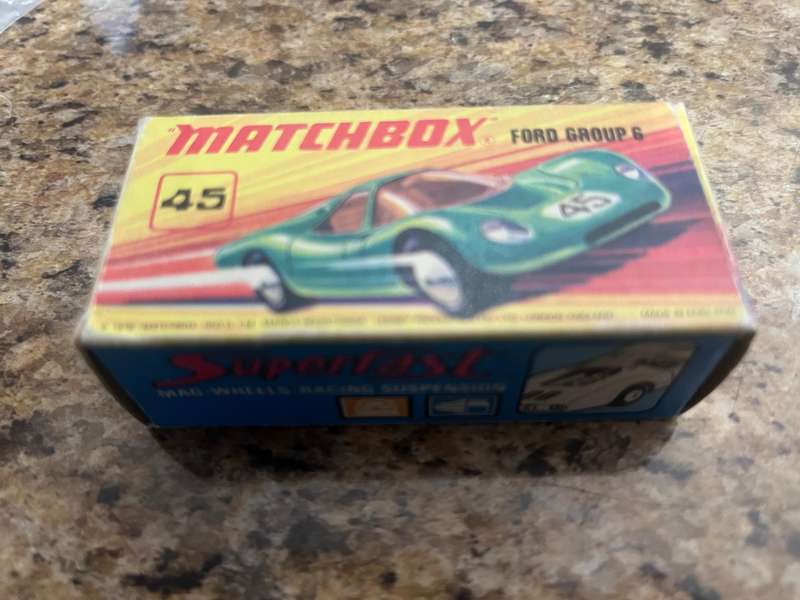 "MATCHBOX"® FORD GROUP 6
45
45
Superfast
MAG-WHEELS RACING SUSPENSION